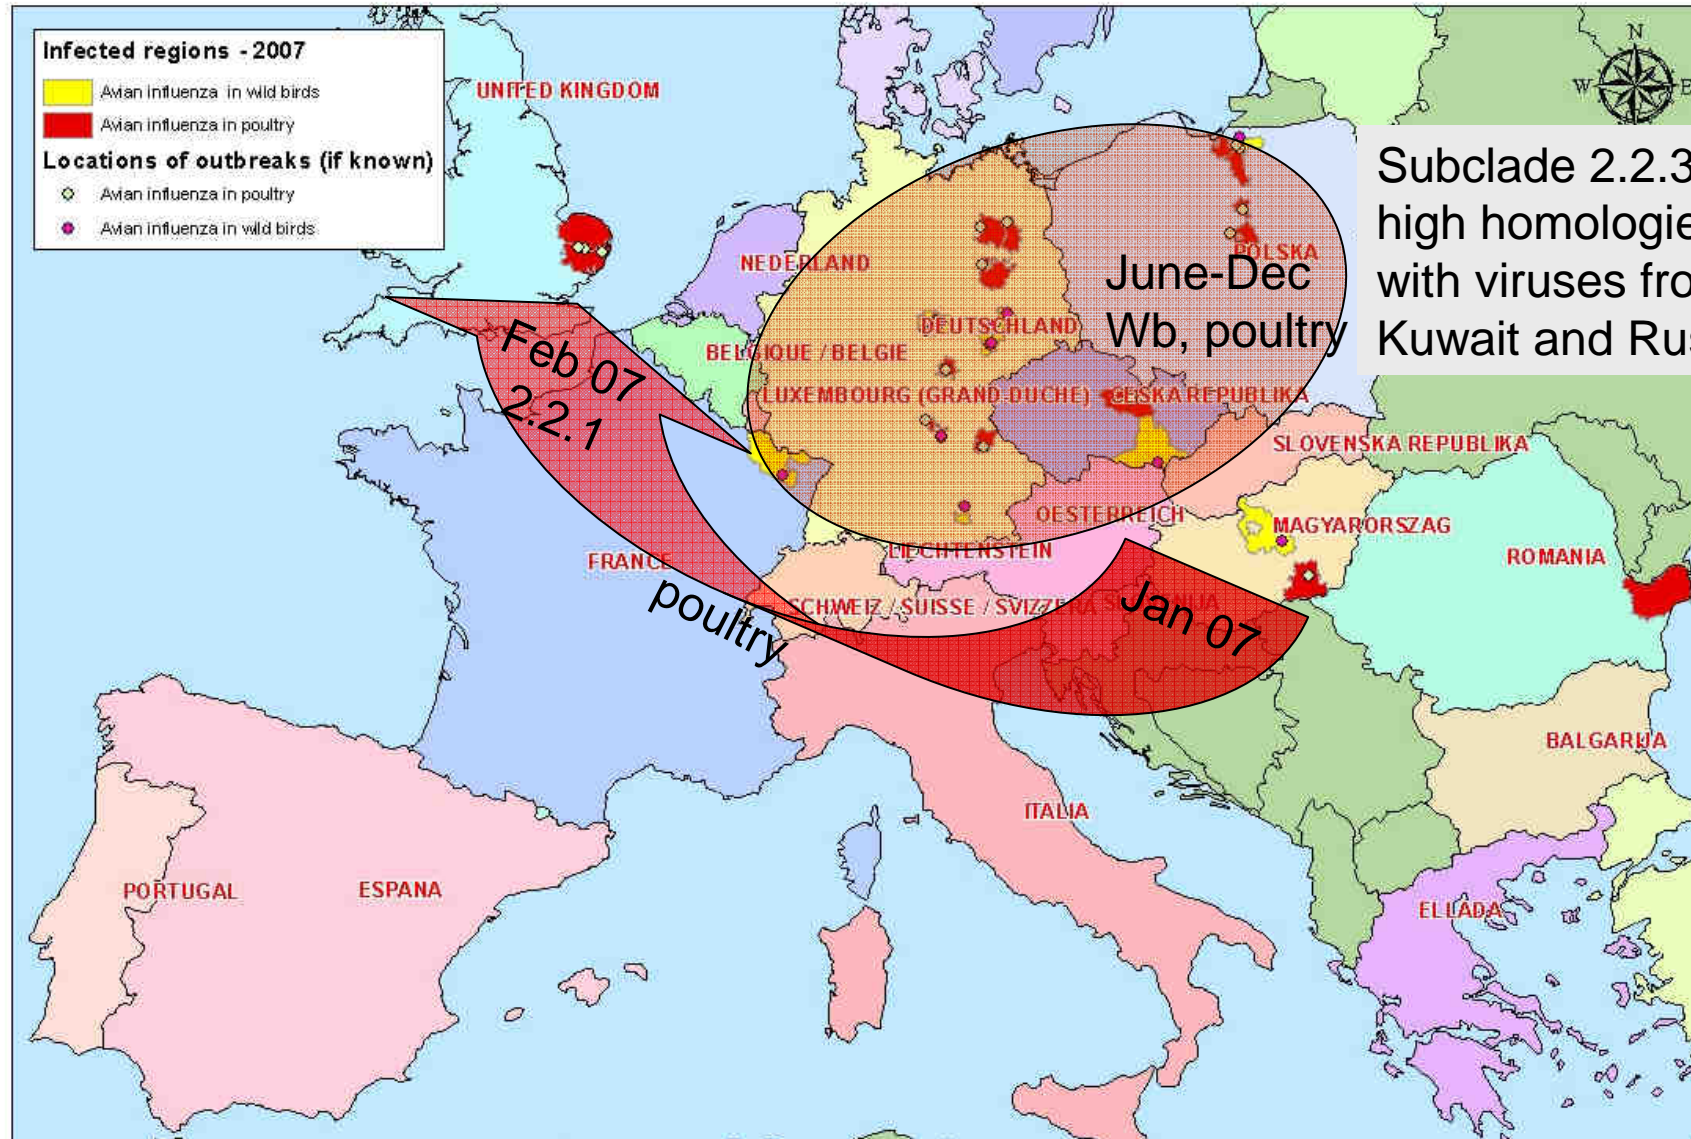 Infected regions - 2007
Avian influenza in wild birds
Avian influenza in poultry
Locations of outbreaks (if known)
Avian influenza in poultry
Avian influenza in wild birds
N
W
E
UNITED KINGDOM
Subclade 2.2.3
high homologie
with viruses fro
Kuwait and Rus
NEDERLAND
POLSKA
June-Dec
Wb, poultry
DEUTSCHLAND
BELGIQUE / BELGIE
Feb 07
2.2.1
LUXEMBOURG (GRAND-DUCHE)
CESKA REPUBLIKA
SLOVENSKA REPUBLIKA
OESTERREICH
MAGYARORSZAG
LIECHTENSTEIN
ROMANIA
FRANCE
poultry
SCHWEIZ / SUISSE / SVIZZERA
Jan 07
BALGARIJA
ITALIA
PORTUGAL
ESPANA
ELLADA